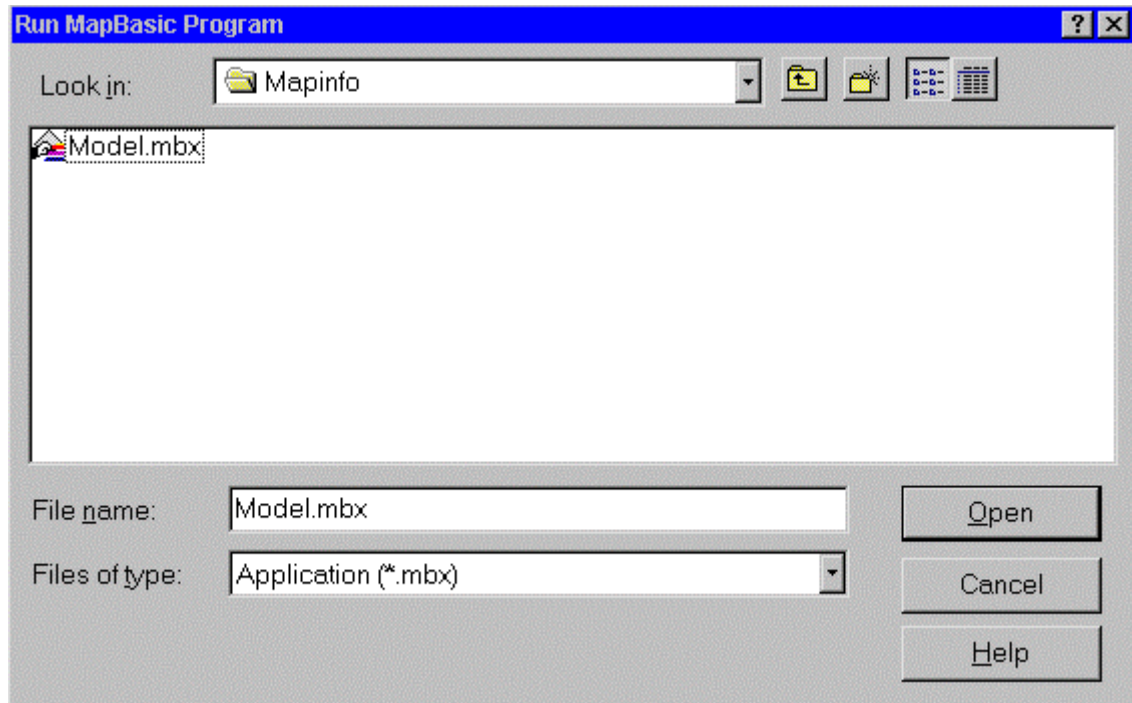 Run MapBasic Program
Look in: Mapinfo
Model.mbx
File name: Model.mbx
Open
Files of type: Application (*.mbx)
Cancel
Help